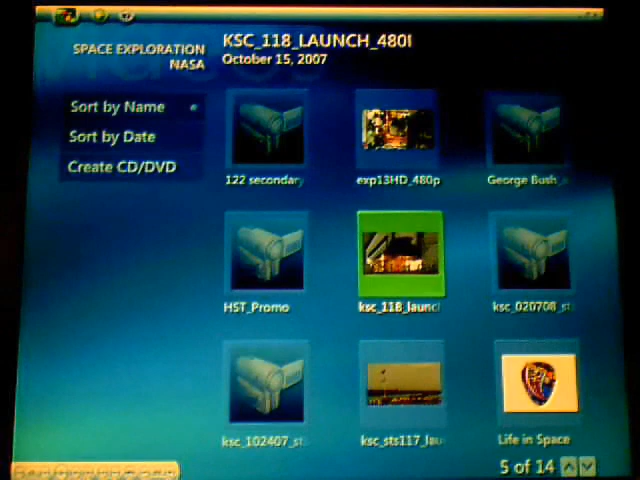 SPACE EXPLORATION
NASA
KSC_118_LAUNCH_480I
October 15, 2007
Sort by Name
Sort by Date
Create CD/DVD
122 secondary
exp13HD_480p
George Bush
HST_Promo
ksc_118_launcl
ksc_020708_st
ksc_102407_st
ksc_sts117_lau
Life in Space
5 of 14